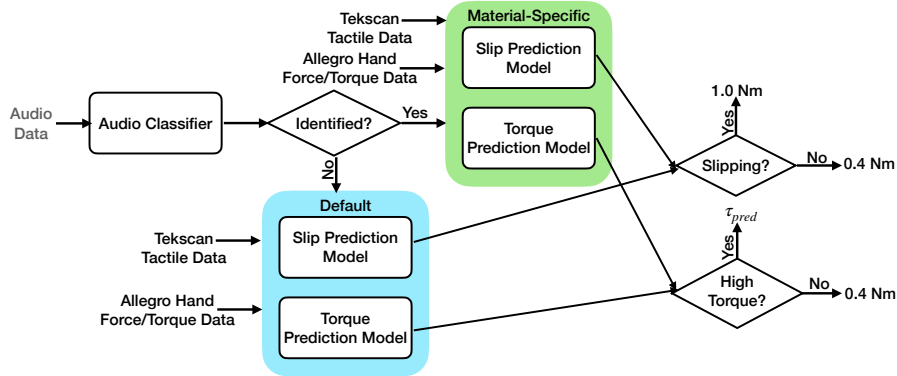 Tekscan
Tactile Data
Allegro Hand
Force/Torque Data
Material-Specific
Slip Prediction
Model
Torque
Prediction Model
Audio
Data
Audio Classifier
Identified?
Yes
No
1.0 Nm
Yes
Slipping?
No
0.4 Nm
Default
Tekscan
Tactile Data
Slip Prediction
Model
Allegro Hand
Force/Torque Data
Torque
Prediction Model
τpred
Yes
High
Torque?
No
0.4 Nm